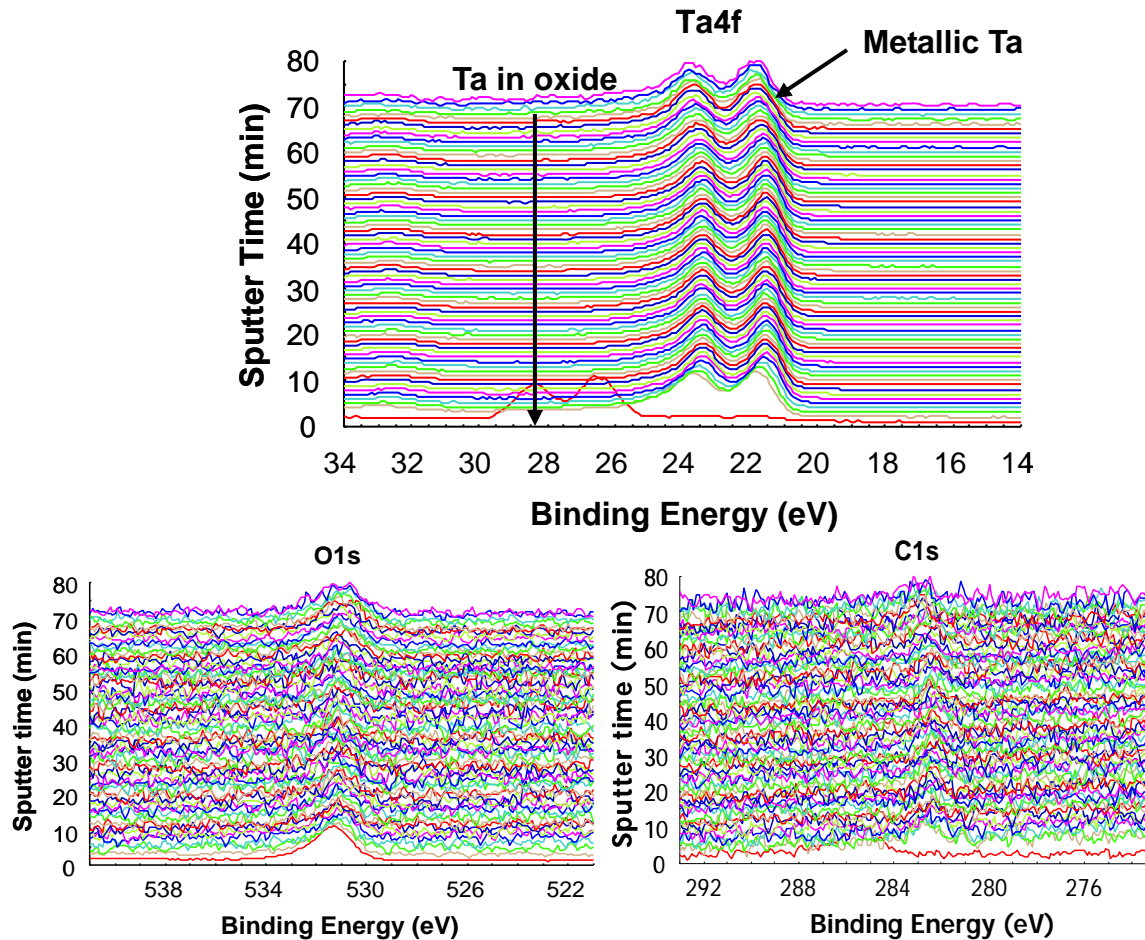 Ta4f
Metallic Ta
Ta in oxide
Sputter Time (min)
80
70
60
50
40
30
20
10
0
34 32 30 28 26 24 22 20 18 16 14
Binding Energy (eV)
O1s
Sputter time (min)
80
70
60
50
40
30
20
10
0
538 534 530 526 522
Binding Energy (eV)
C1s
Sputter time (min)
80
70
60
50
40
30
20
10
0
292 288 284 280 276
Binding Energy (eV)